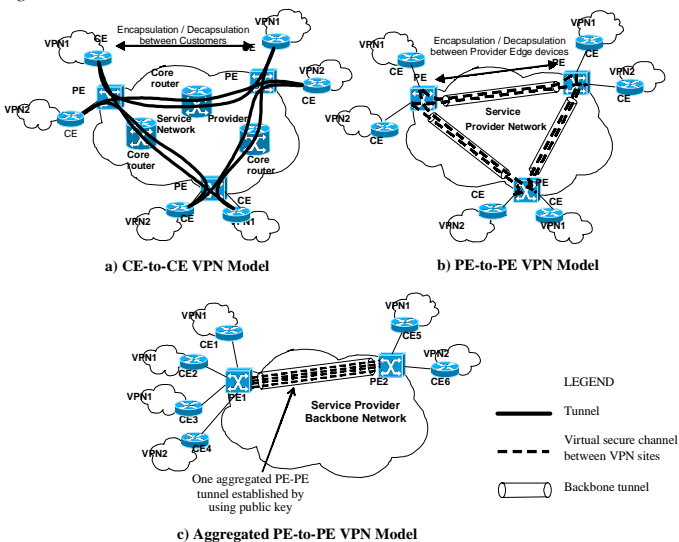 Encapsulation / Decapsulation
between Customers
VPN1
CE
VPN1
CE
Core
router
PE
PE
VPN2
CE
VPN2
CE
Service Provider
Network
Core
router
Core
router
PE
CE
VPN2
CE
VPN1
a) CE-to-CE VPN Model
Encapsulation / Decapsulation
between Provider Edge devices
VPN1
CE
VPN2
CE
PE
PE
VPN1
CE
VPN2
CE
Service
Provider Network
PE
CE
VPN2
CE
VPN1
b) PE-to-PE VPN Model
VPN1
CE1
VPN1
CE2
VPN1
CE3
VPN2
CE4
PE1
PE2
VPN1
CE5
VPN2
CE6
Service Provider
Backbone Network
One aggregated PE-PE
tunnel established by
using public key
c) Aggregated PE-to-PE VPN Model
LEGEND
Tunnel
Virtual secure channel
between VPN sites
Backbone tunnel